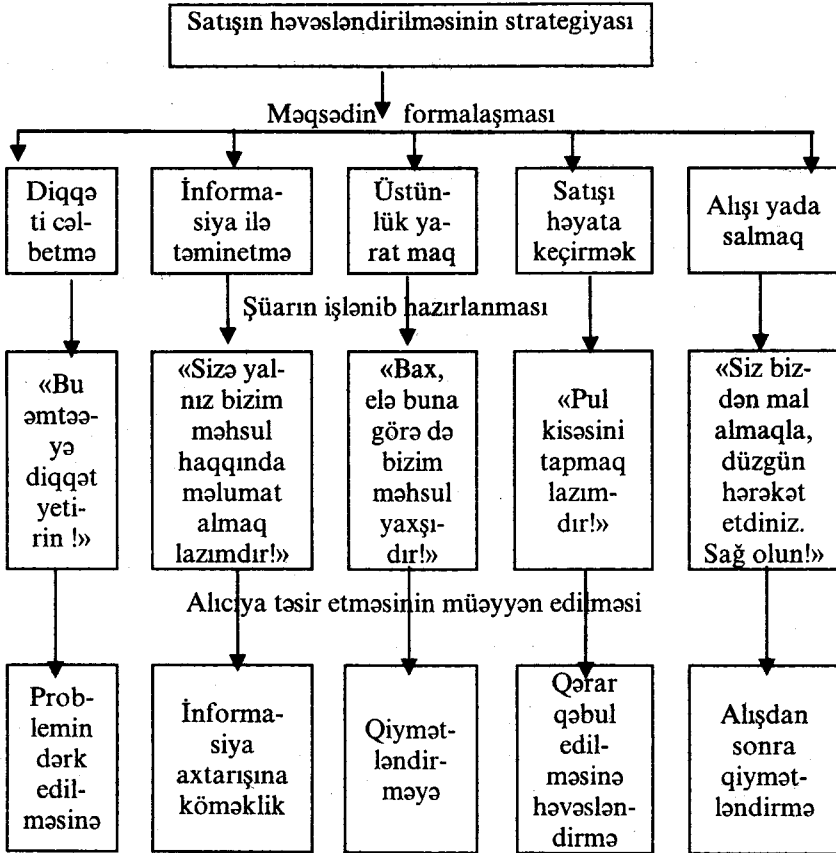 Satışın həvəsləndirilməsinin strategiyası
Məqsədin formalaşması
Diqqə
ti cəl-
betmə
İnforma-
siya ilə
təminetmə
Üstün-
lük ya-
rat maq
Satışı
həyata
keçirmək
Alışı yada
salmaq
Şüarın işlənib hazırlanması
«Bu
əmtəə-
yə
diqqət
yeti-
rin !»
«Sizə yal-
nız bizim
məhsul
haqqında
məlumat
almaq
lazımdır!»
«Bax,
elə buna
görə də
bizim
məhsul
yaxşı-
dır!»
«Pul
kisəsini
tapmaq
lazım-
dır!»
«Siz biz-
dən mal
almaqla,
düzgün
hərəkət
etdiniz.
Sağ olun!»
Alıcıya təsir etməsinin müəyyən edilməsi
Prob-
lemin
dərk
edil-
məsinə
İnforma-
siya
axtarışına
köməklik
Qiymət-
ləndir-
məyə
Qərar
qəbul
edil-
məsinə
həvəslən-
dirmə
Alışdan
sonra
qiymət-
ləndirmə